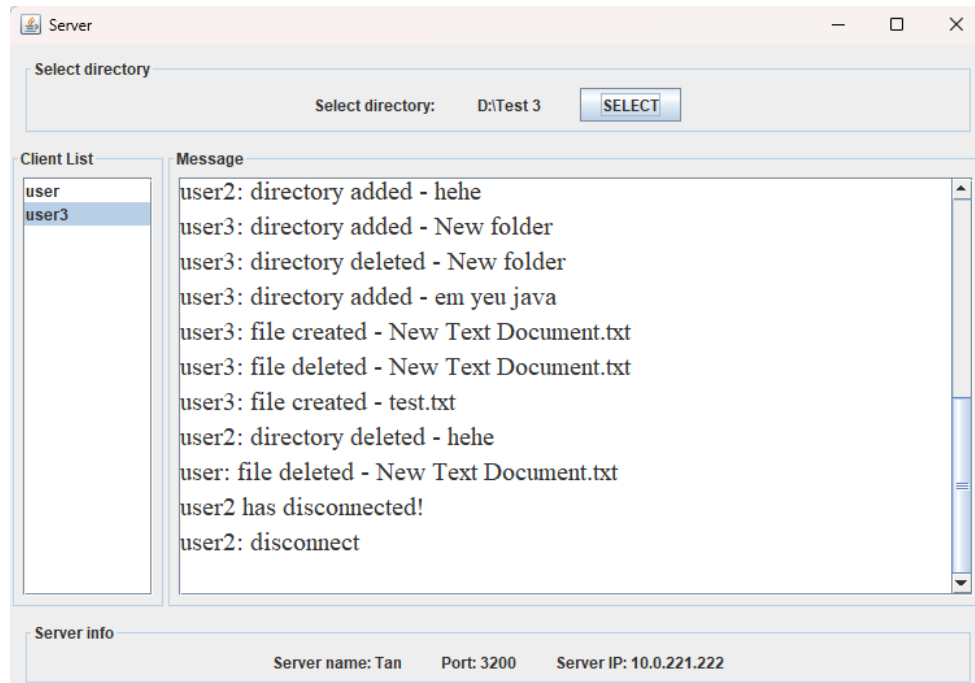 Server
Select directory
Select directory: D:\Test 3 SELECT
Client List
user
user3
Message
user2: directory added - hehe
user3: directory added - New folder
user3: directory deleted - New folder
user3: directory added - em yeu java
user3: file created - New Text Document.txt
user3: file deleted - New Text Document.txt
user3: file created - test.txt
user2: directory deleted - hehe
user: file deleted - New Text Document.txt
user2 has disconnected!
user2: disconnect
Server info
Server name: Tan Port: 3200 Server IP: 10.0.221.222